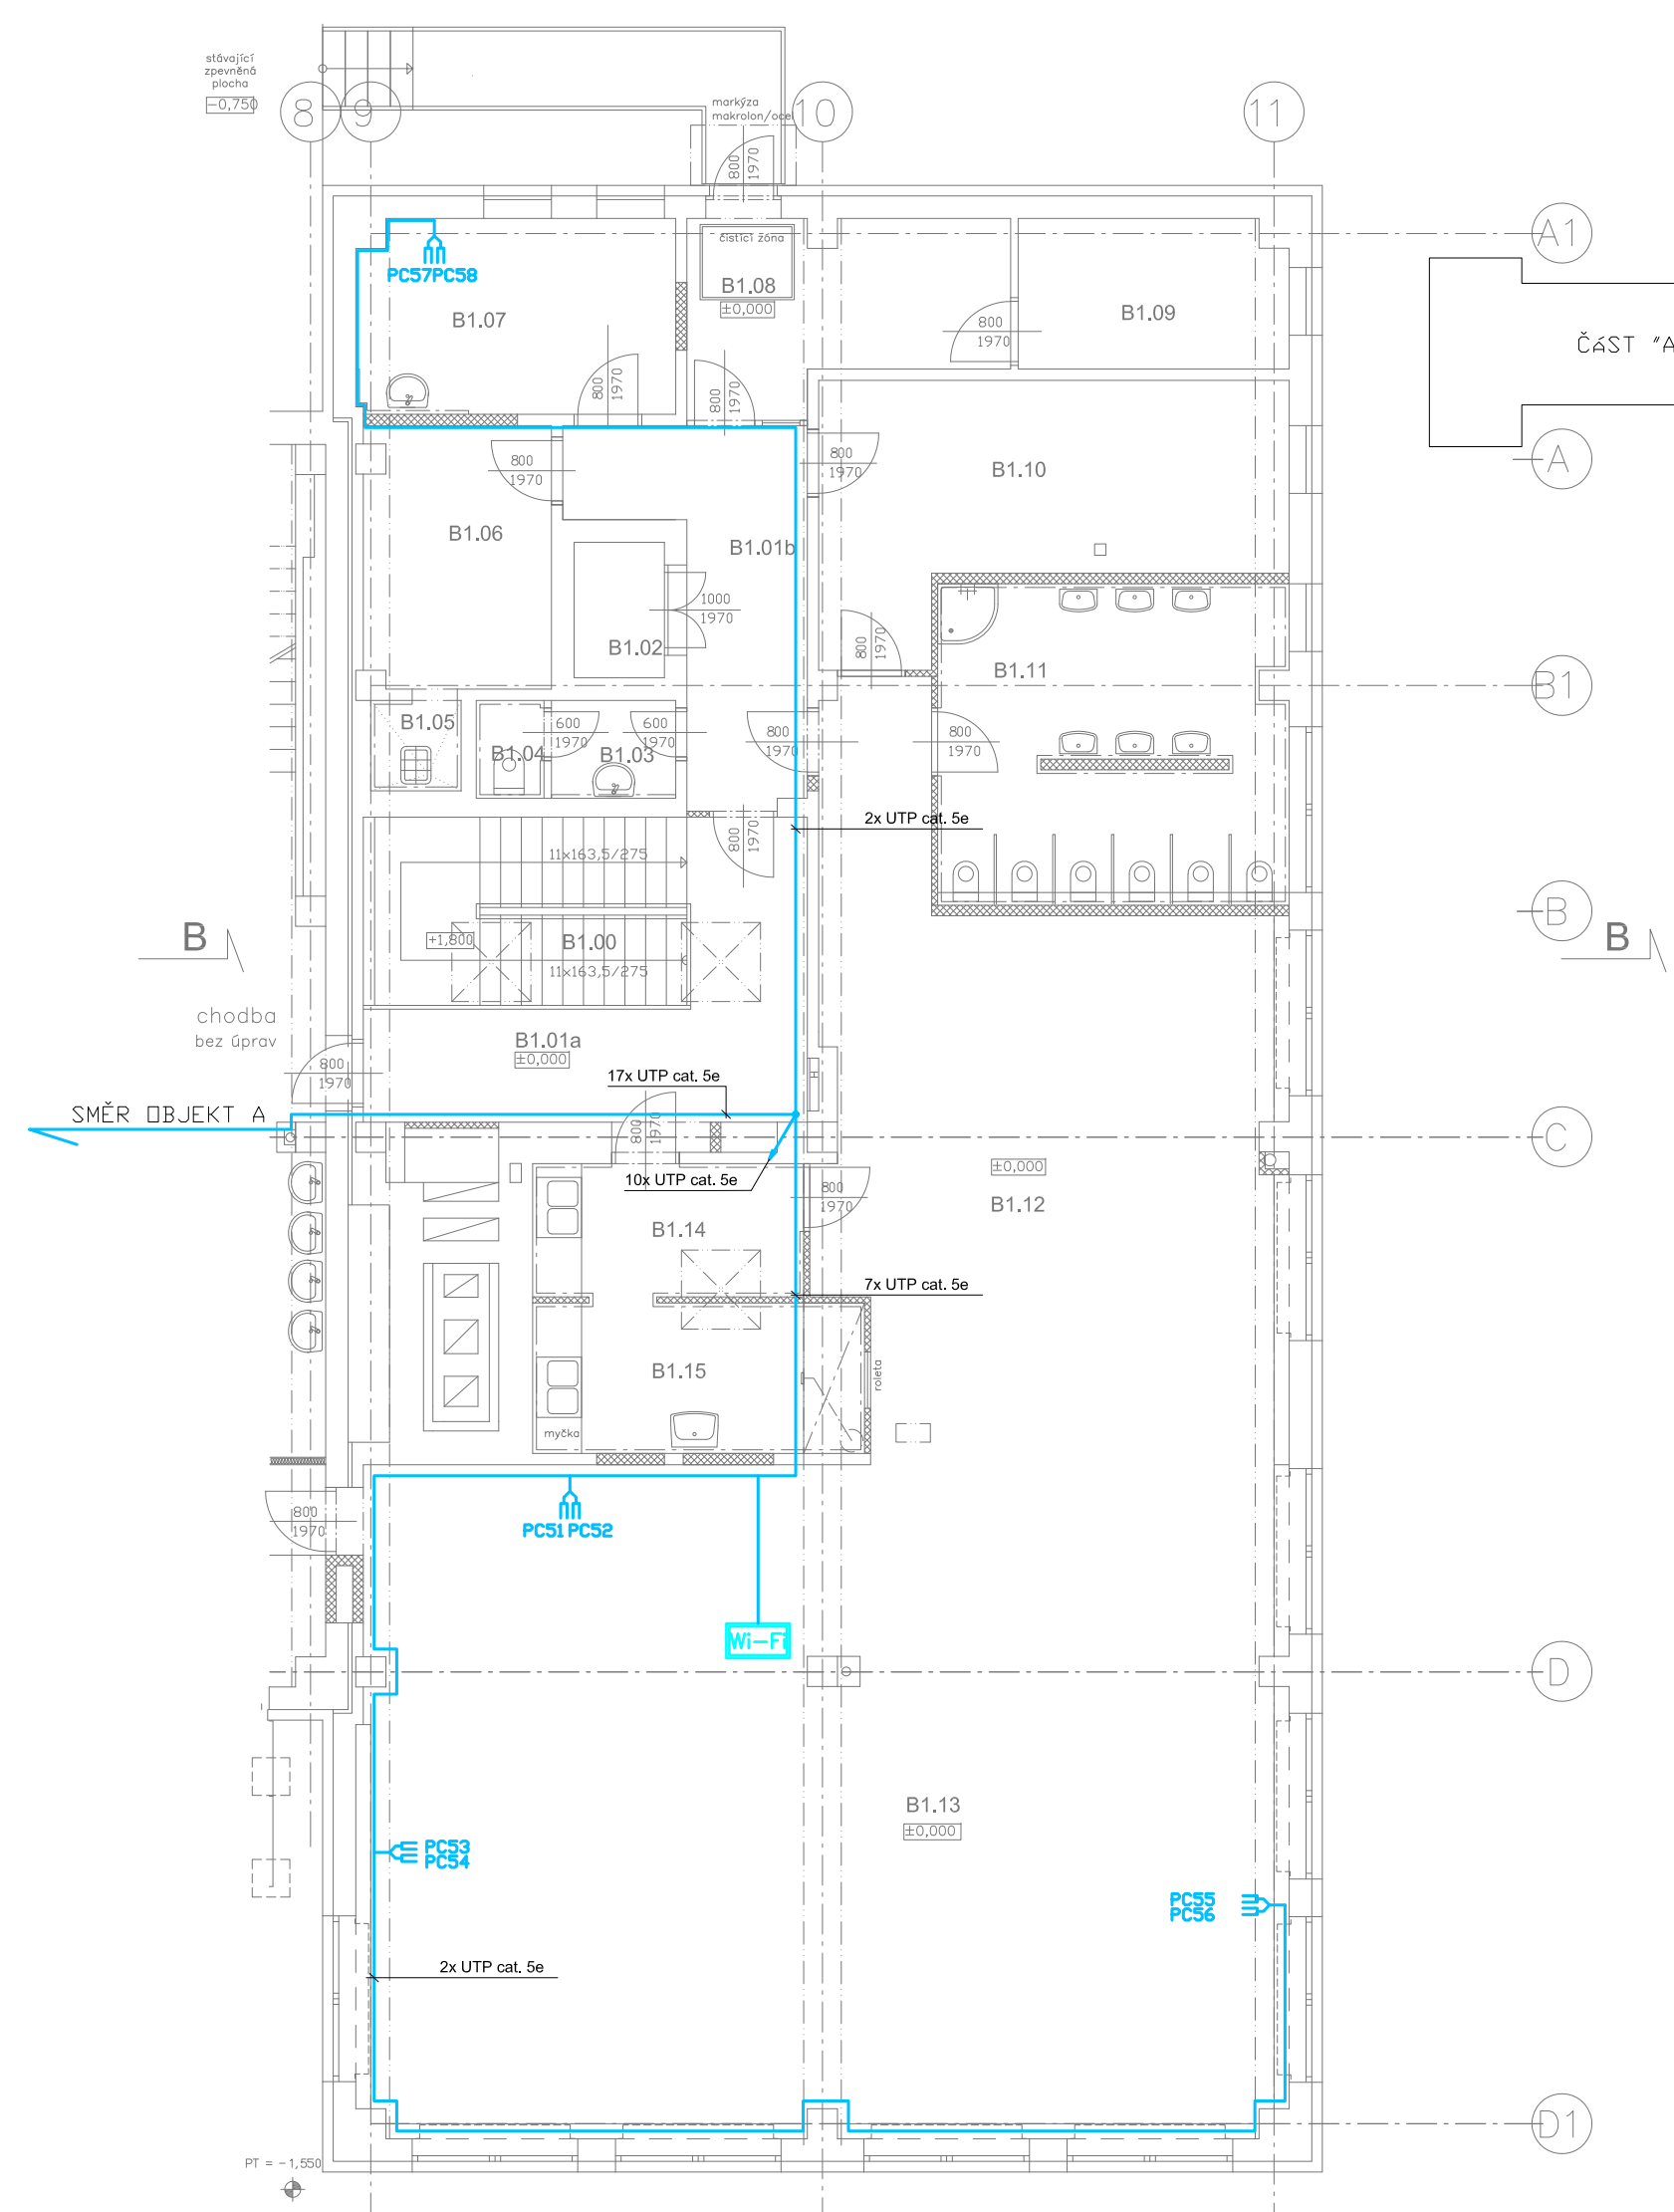 stávající
zpevněná
plocha
-0,750
8
9
markýza
makrolon/ocel
10
11
800
1970
A1
čistící zóna
B1.08
±0,000
PC57PC58
B1.07
B1.09
800
1970
ČÁST "A
800
1970
800
1970
A
800
1970
800
1970
B1.10
B1.06
B1.01b
1000
1970
B1.02
800
1970
B1.11
B1
B1.05
B1.04
600
1970
B1.03
600
1970
800
1970
800
1970
2x UTP cat. 5e
800
1970
11×163,5/275
B
+1,800
B1.00
11×163,5/275
B
B
chodba
bez úprav
B1.01a
±0,000
800
1970
17x UTP cat. 5e
SMĚR OBJEKT A
800
1970
C
±0,000
10x UTP cat. 5e
800
1970
B1.12
B1.14
7x UTP cat. 5e
B1.15
roleta
myčka
800
1970
PC51 PC52
Wi-Fi
D
B1.13
±0,000
PC53
PC54
PC55
PC56
2x UTP cat. 5e
D1
PT = -1,550